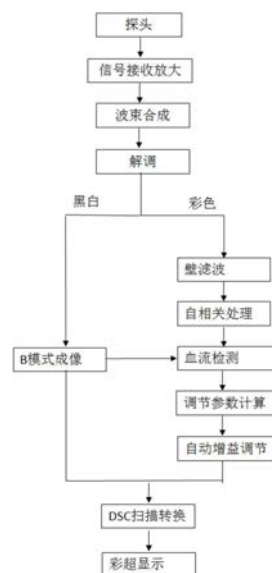 探头
信号接收放大
波束合成
解调
黑白
彩色
壁滤波
自相关处理
B模式成像
血流检测
调节参数计算
自动增益调节
DSC扫描转换
彩超显示